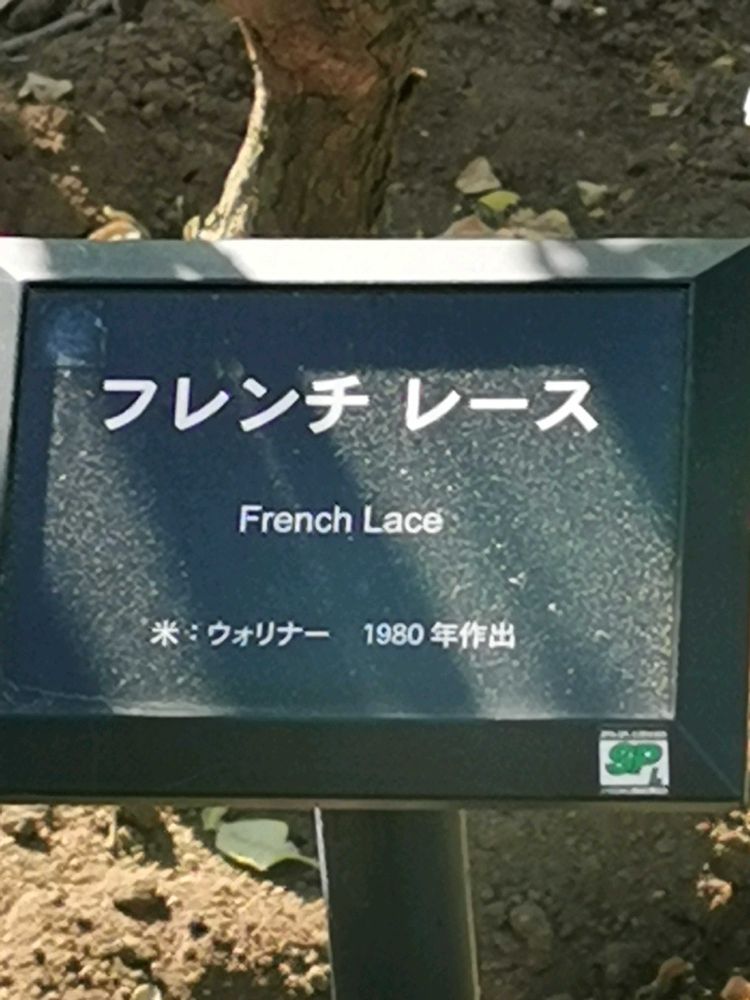 フレンチ レース
French Lace
米：ウォリナー　1980 年作出
SP